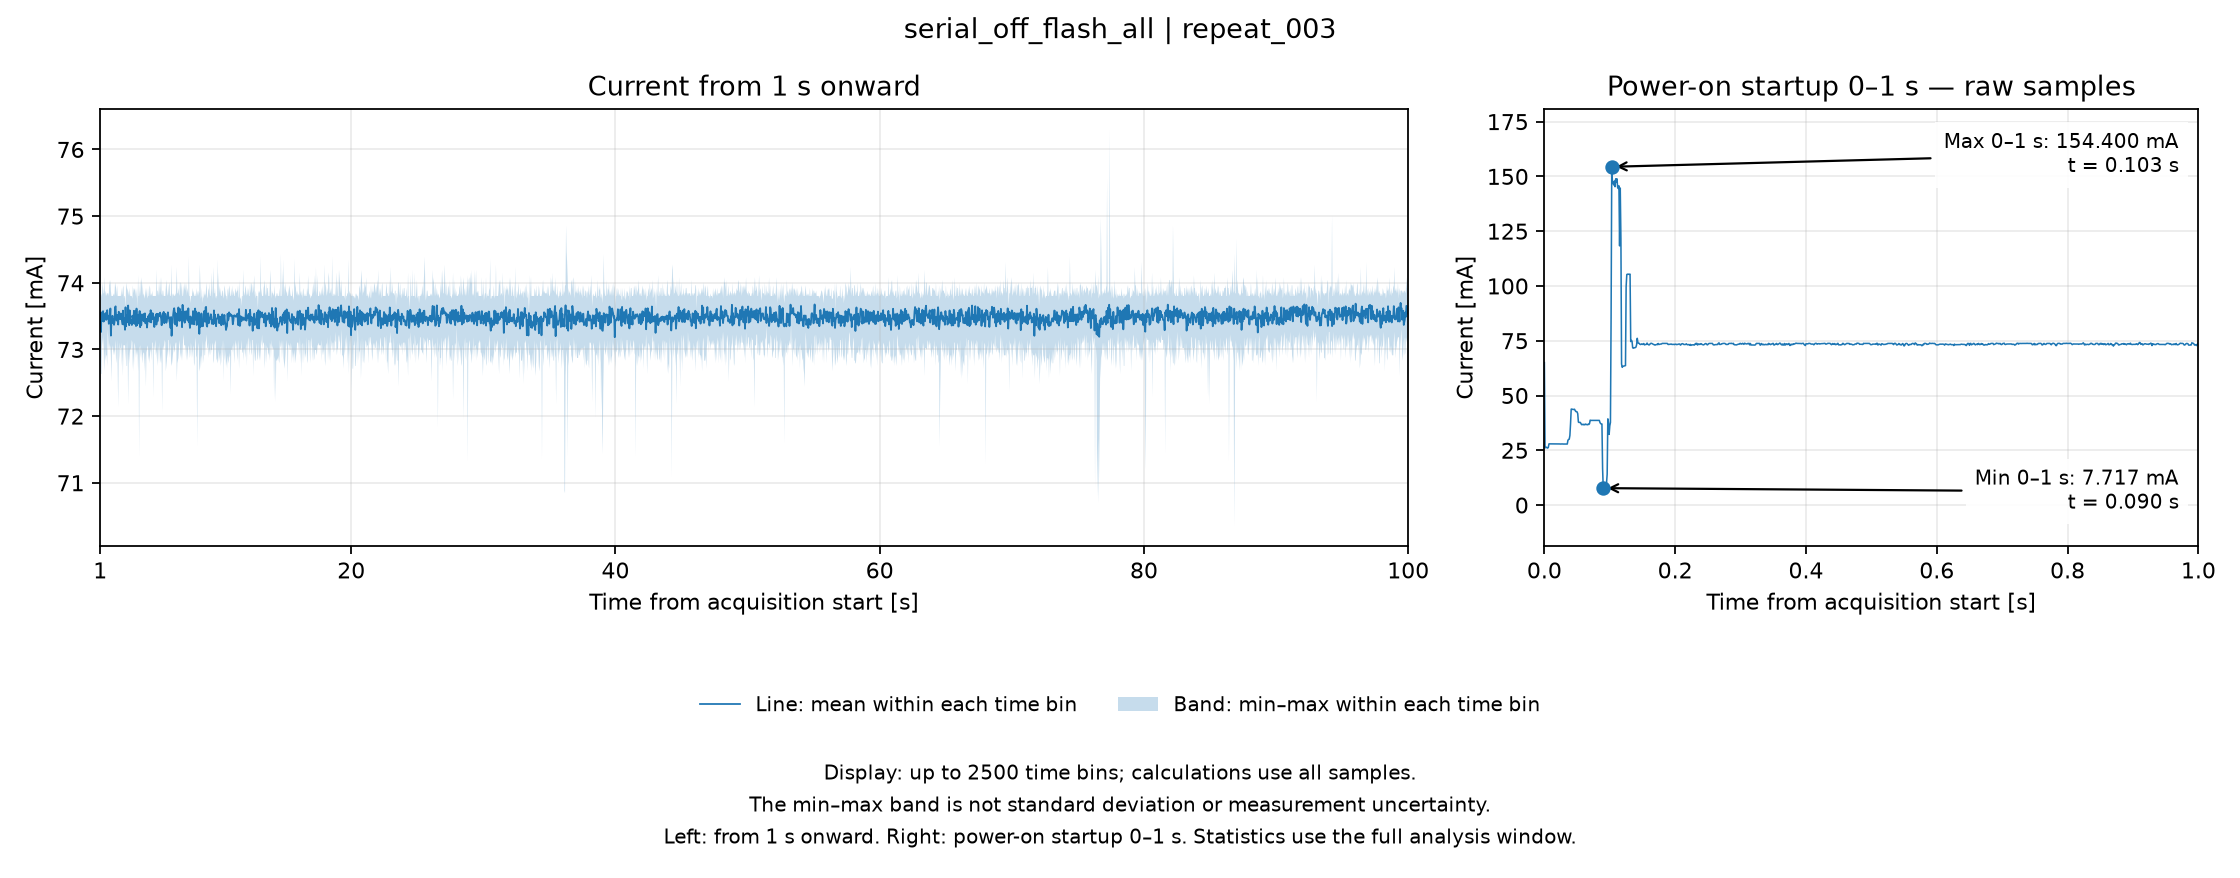 serial_off_flash_all | repeat_003
Current from 1 s onward
Current [mA]
76
75
74
73
72
71
1
20
40
60
80
100
Time from acquisition start [s]
Power-on startup 0–1 s — raw samples
Current [mA]
175
150
125
100
75
50
25
0
Max 0–1 s: 154.400 mA
t = 0.103 s
Min 0–1 s: 7.717 mA
t = 0.090 s
0.0
0.2
0.4
0.6
0.8
1.0
Time from acquisition start [s]
Line: mean within each time bin
Band: min–max within each time bin
Display: up to 2500 time bins; calculations use all samples.
The min–max band is not standard deviation or measurement uncertainty.
Left: from 1 s onward. Right: power-on startup 0–1 s. Statistics use the full analysis window.